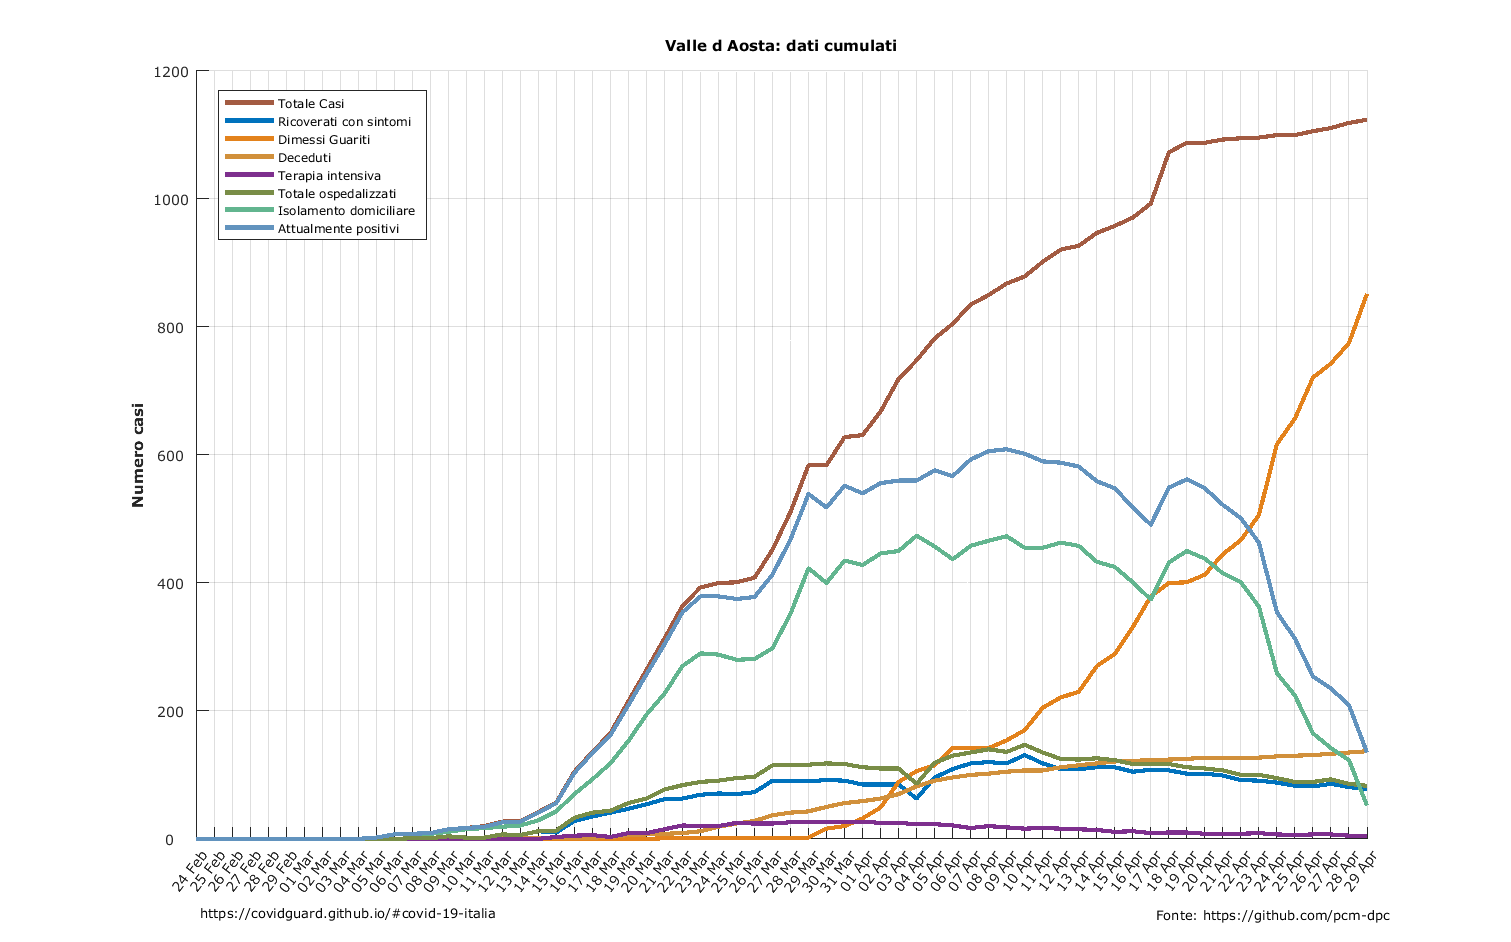 Valle d Aosta: dati cumulati
1200
1000
800
600
400
200
0
Numero casi
Totale Casi
Ricoverati con sintomi
Dimessi Guariti
Deceduti
Terapia intensiva
Totale ospedalizzati
Isolamento domiciliare
Attualmente positivi
24 Feb
25 Feb
26 Feb
27 Feb
28 Feb
29 Feb
01 Mar
02 Mar
03 Mar
04 Mar
05 Mar
06 Mar
07 Mar
08 Mar
09 Mar
10 Mar
11 Mar
12 Mar
13 Mar
14 Mar
15 Mar
16 Mar
17 Mar
18 Mar
19 Mar
20 Mar
21 Mar
22 Mar
23 Mar
24 Mar
25 Mar
26 Mar
27 Mar
28 Mar
29 Mar
30 Mar
31 Mar
01 Apr
02 Apr
03 Apr
04 Apr
05 Apr
06 Apr
07 Apr
08 Apr
09 Apr
10 Apr
11 Apr
12 Apr
13 Apr
14 Apr
15 Apr
16 Apr
17 Apr
18 Apr
19 Apr
20 Apr
21 Apr
22 Apr
23 Apr
24 Apr
25 Apr
26 Apr
27 Apr
28 Apr
29 Apr
https://covidguard.github.io/#covid-19-italia
Fonte: https://github.com/pcm-dpc